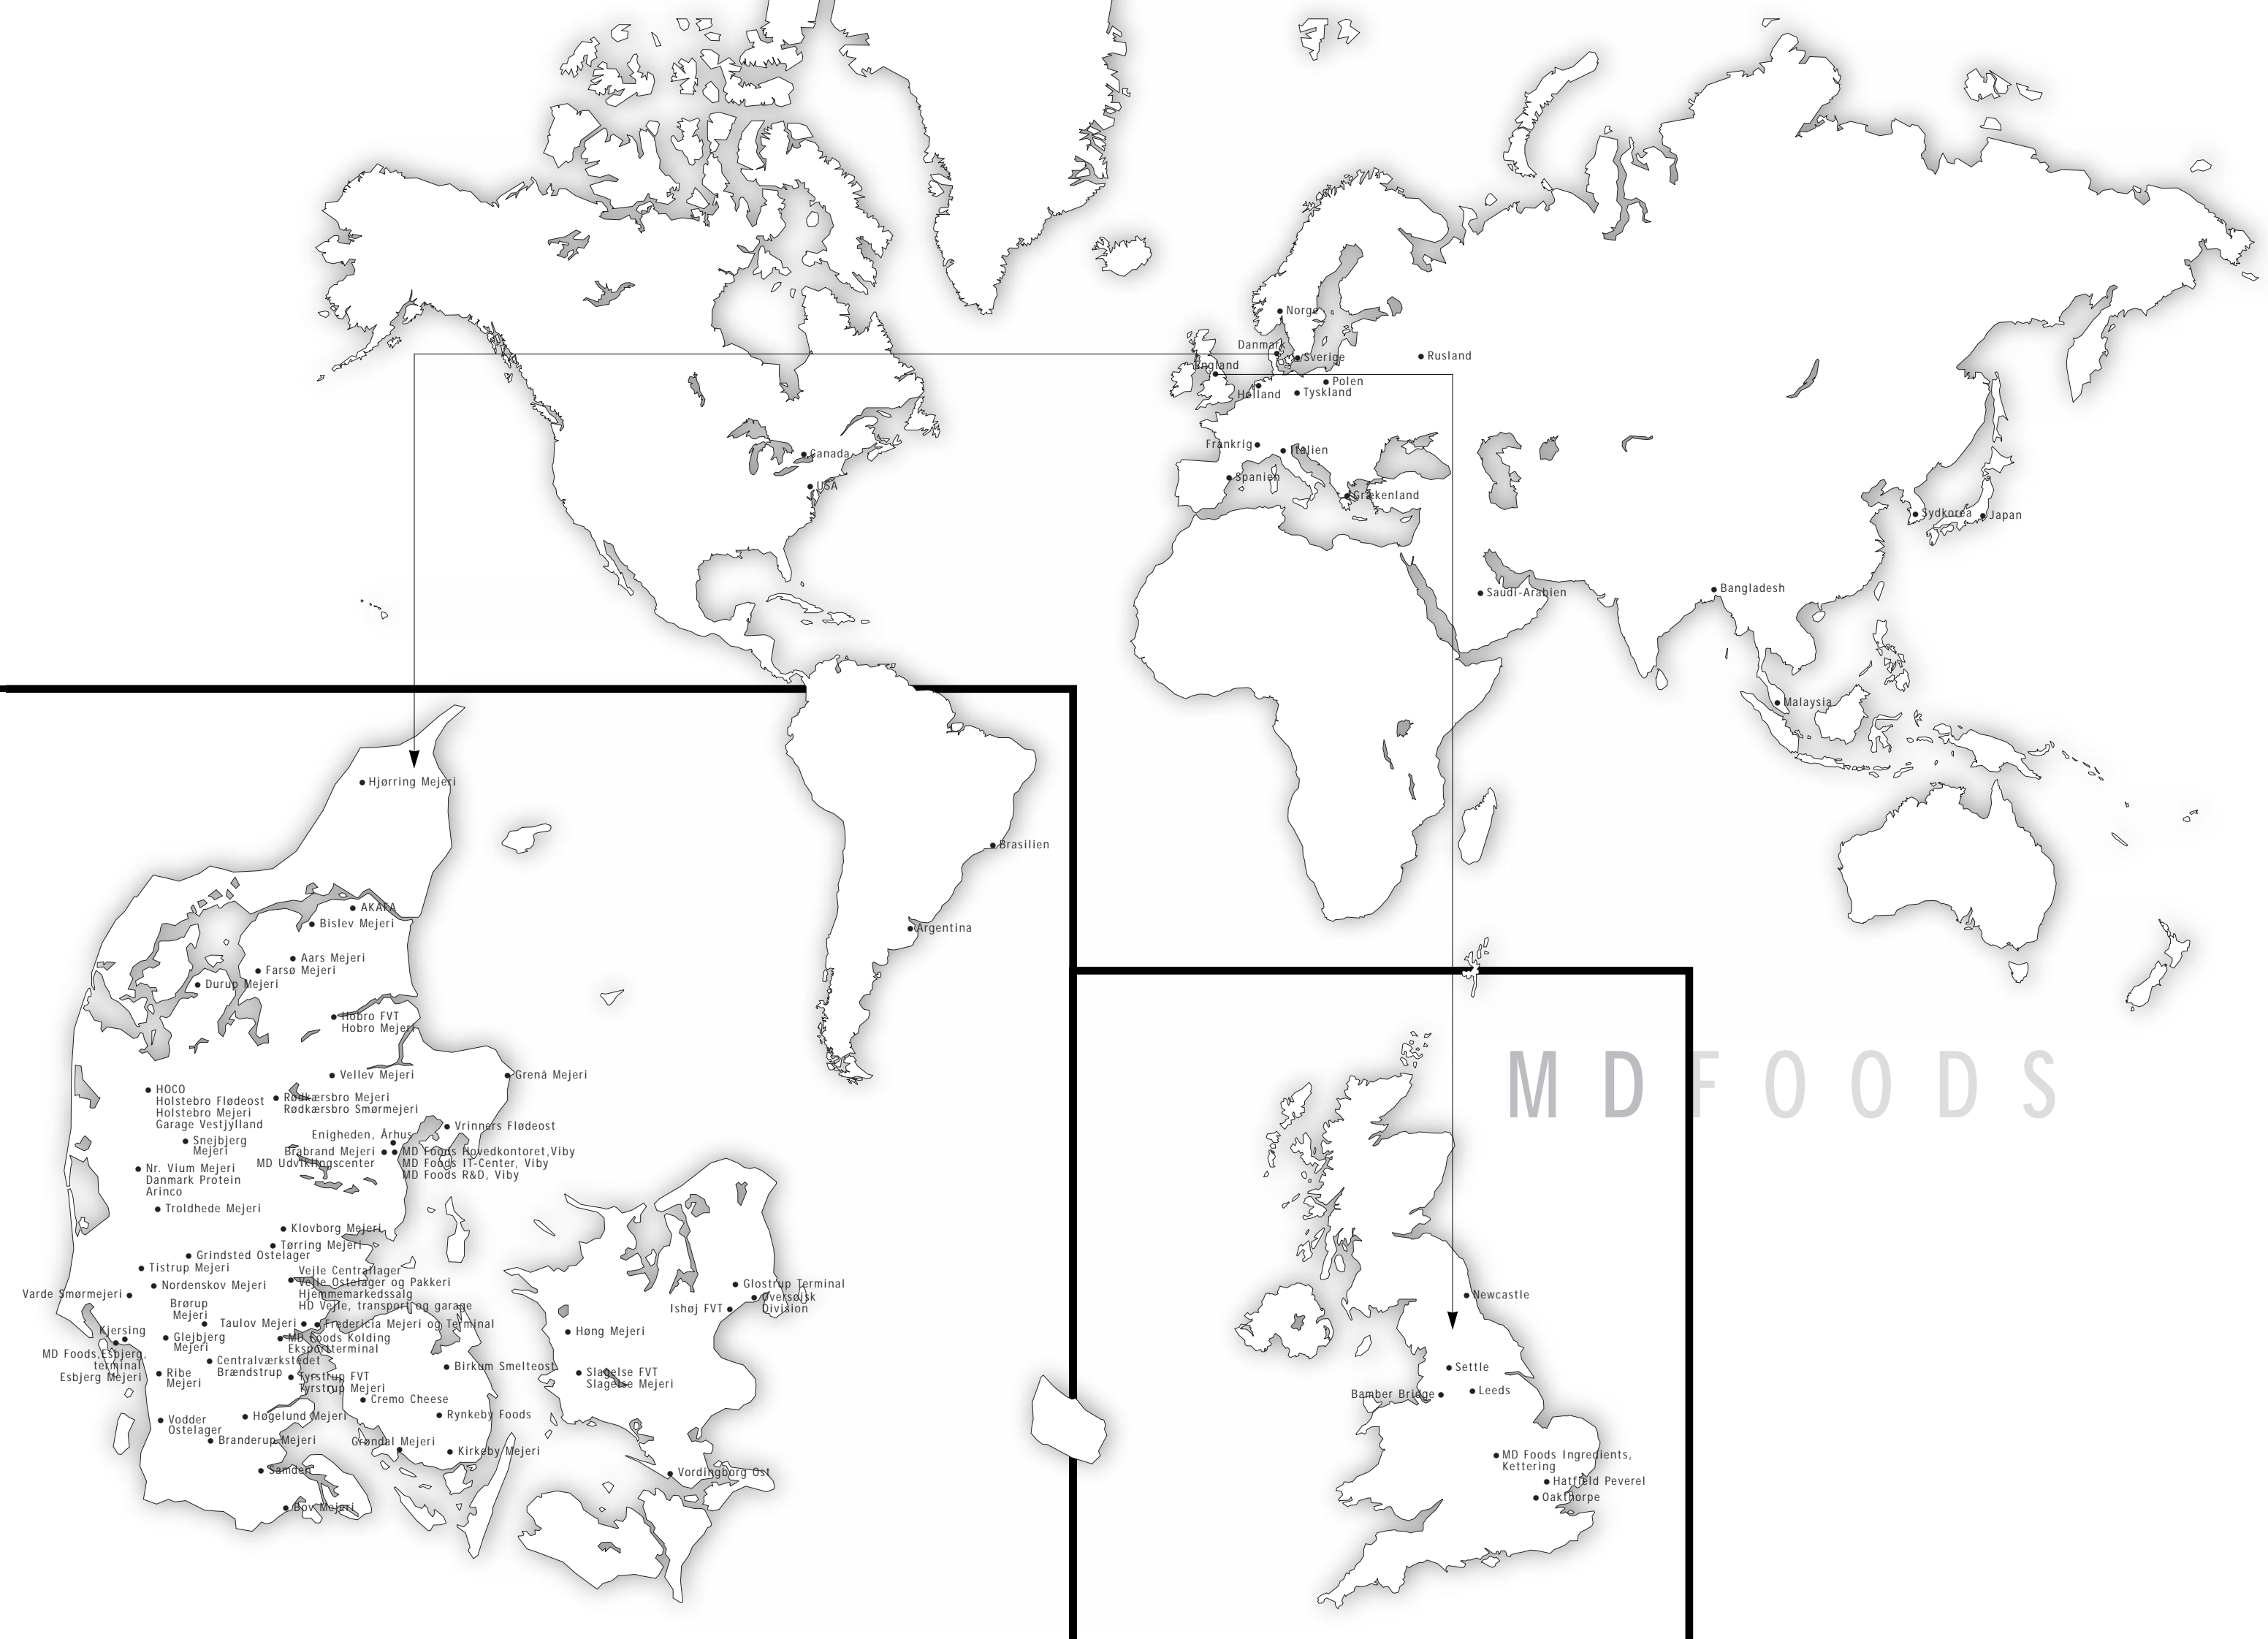 Norge
Danmark
Sverige
Rusland
England
Polen
Holland
Tyskland
Frankrig
Italien
Canada
Spanien
USA
Grækenland
Sydkorea
Japan
Bangladesh
Saudi-Arabien
Malaysia
Brasilien
Argentina
Hjørring Mejeri
AKAFA
Bislev Mejeri
Aars Mejeri
Farsø Mejeri
Durup Mejeri
Hobro FVT
Hobro Mejeri
Vellev Mejeri
Grenå Mejeri
HOCO
Holstebro Flødeost
Holstebro Mejeri
Garage Vestjylland
Rødkærsbro Mejeri
Rødkærsbro Smørmejeri
Vrinners Flødeost
Enigheden, Århus
Snejbjerg
Mejeri
Brabrand Mejeri
MD Udviklingscenter
MD Foods Hovedkontoret,Viby
MD Foods IT-Center, Viby
MD Foods R&D, Viby
Nr. Vium Mejeri
Danmark Protein
Arinco
Troldhede Mejeri
Klovborg Mejeri
Tørring Mejeri
Grindsted Ostelager
Tistrup Mejeri
Vejle Centrallager
Vejle Ostelager og Pakkeri
Hjemmemarkedssalg
HD Vejle, transport og garage
Nordenskov Mejeri
Varde Smørmejeri
Brørup
Mejeri
Taulov Mejeri
Fredericia Mejeri og Terminal
Kjersing
Glejbjerg
Mejeri
MD Foods Kolding
Eksportterminal
MD Foods,Esbjerg,
terminal
Esbjerg Mejeri
Centralværkstedet
Brændstrup
Ribe
Mejeri
Tyrstrup FVT
Tyrstrup Mejeri
Birkum Smelteost
Cremo Cheese
Rynkeby Foods
Vodder
Ostelager
Høgelund Mejeri
Branderup Mejeri
Grøndal Mejeri
Kirkeby Mejeri
Samden
Bov Mejeri
Glostrup Terminal
Oversøisk
Division
Ishøj FVT
Høng Mejeri
Slagelse FVT
Slagelse Mejeri
Vordingborg Ost
MD FOODS
Newcastle
Settle
Leeds
Bamber Bridge
MD Foods Ingredients,
Kettering
Hatfield Peverel
Oakthorpe